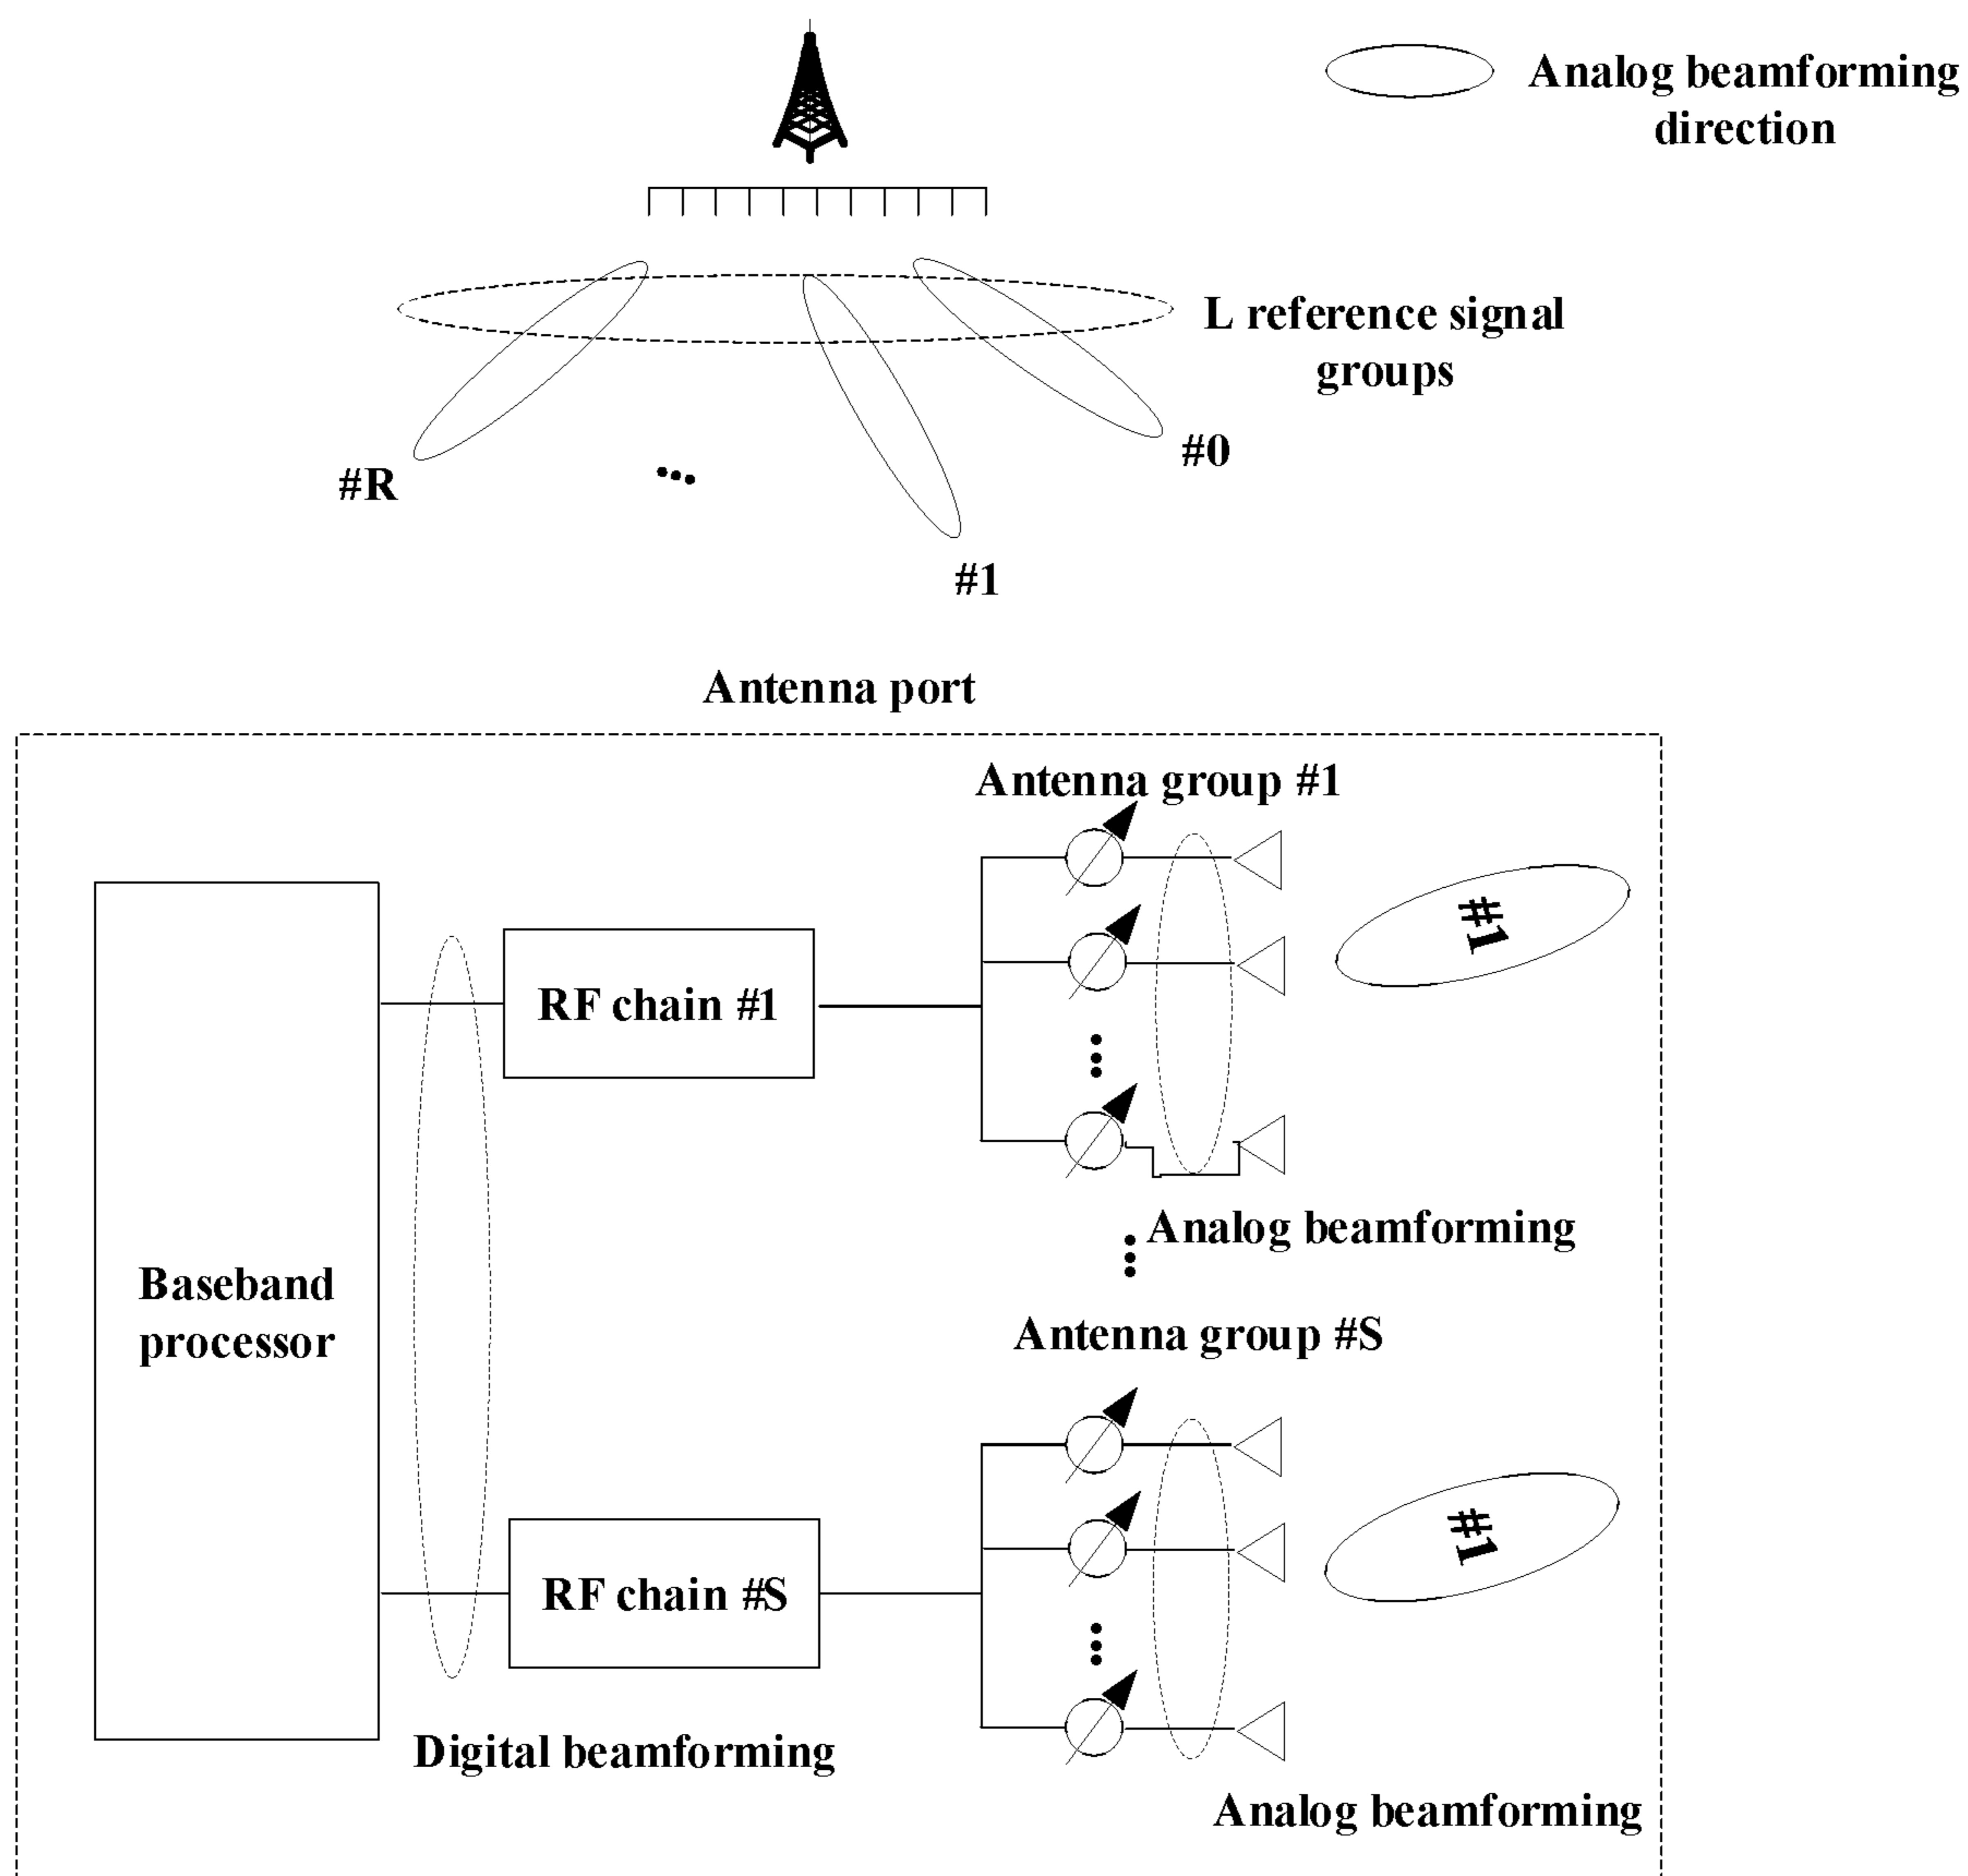 Analog beamforming
direction
L reference signal
groups
#0
#R
#1
Antenna port
Antenna group #1
#1
RF chain #1
Analog beamforming
Baseband
processor
Antenna group #S
#1
RF chain #S
Digital beamforming
Analog beamforming